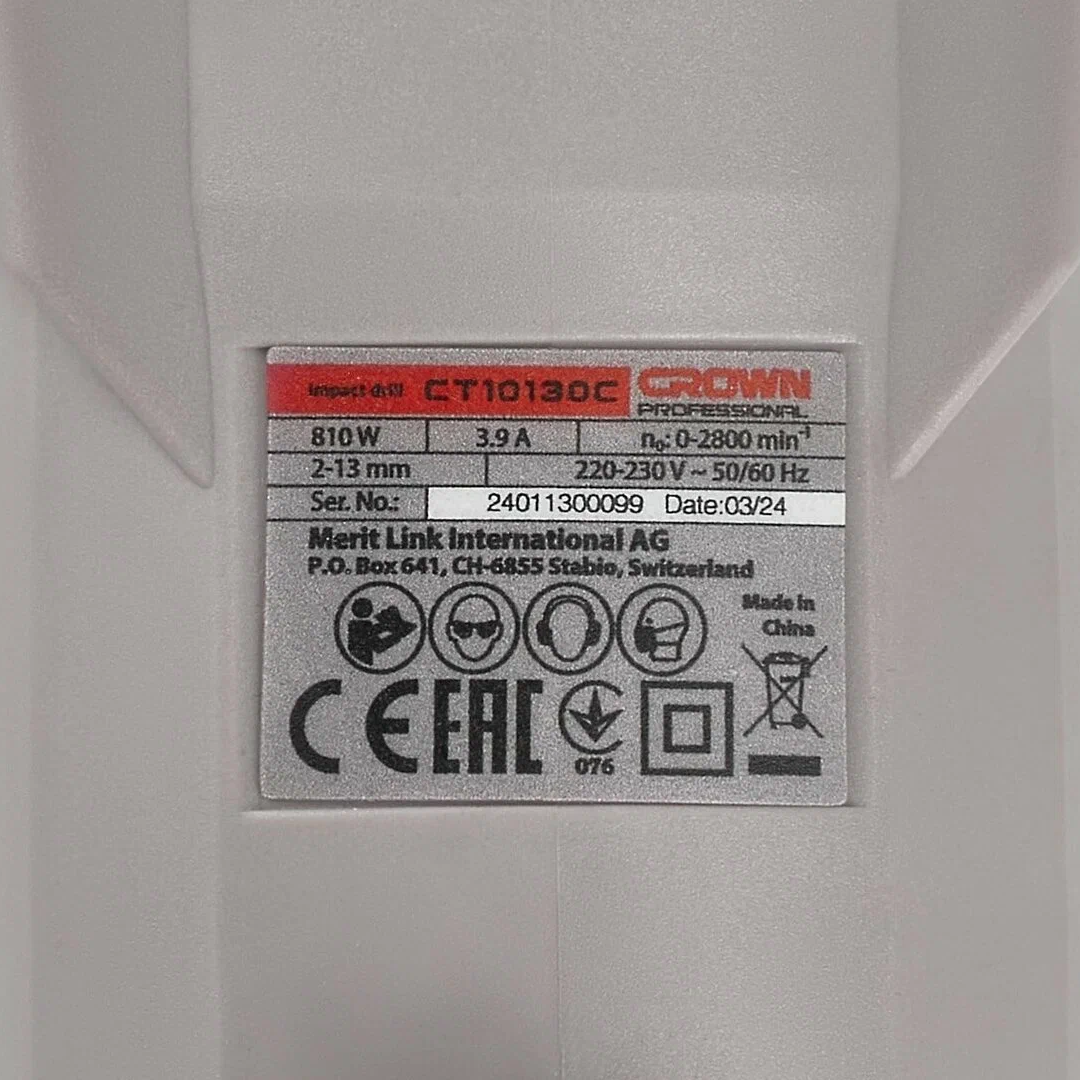 Impact drill CT10130C CROWN
PROFESSIONAL
810 W 3.9 A n₀: 0-2800 min⁻¹
2-13 mm 220-230 V ~ 50/60 Hz
Ser. No.: 24011300099 Date:03/24
Merit Link International AG
P.O. Box 641, CH-6855 Stabio, Switzerland
Made in
China
CE EAC
076